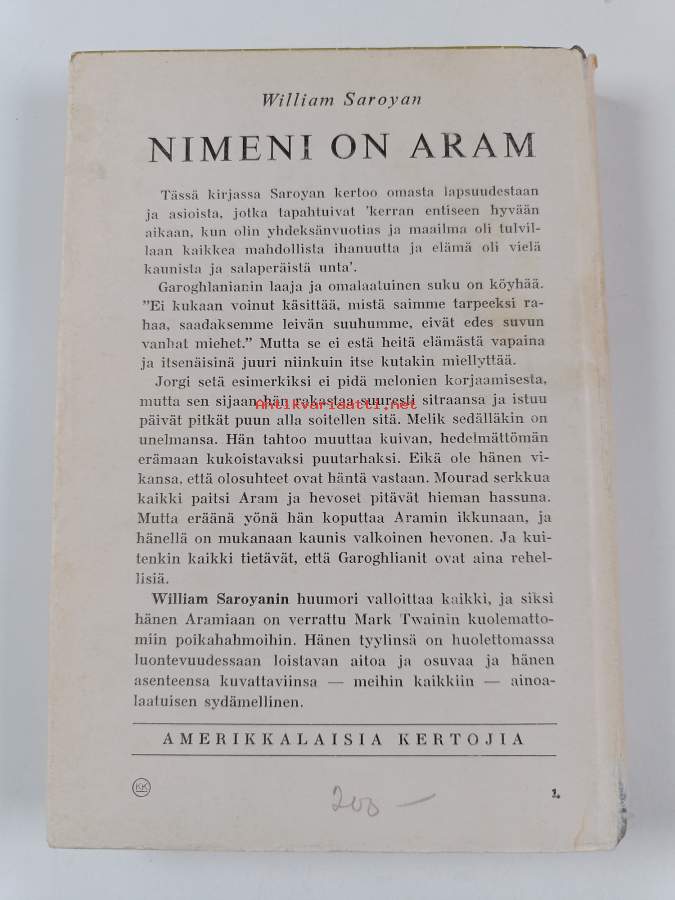 William Saroyan
NIMENI ON ARAM
Tässä kirjassa Saroyan kertoo omasta lapsuudestaan
ja asioista, jotka tapahtuivat 'kerran entiseen hyvään
aikaan, kun olin yhdeksänvuotias ja maailma oli tulvil-
laan kaikkea mahdollista ihanuutta ja elämä oli vielä
kaunista ja salaperäistä unta'.
Garoghlanianin laaja ja omalaatuinen suku on köyhää.
"Ei kukaan voinut käsittää, mistä saimme tarpeeksi ra-
haa, saadaksemme leivän suuhumme, eivät edes suvun
vanhat miehet." Mutta se ei estä heitä elämästä vapaina
ja itsenäisinä juuri niinkuin itse kutakin miellyttää.
Jorgi setä esimerkiksi ei pidä melonien korjaamisesta,
mutta sen sijaan hän rakastaa suuresti sitraansa ja istuu
Antikvariaatti.net
päivät pitkät puun alla soitellen sitä. Melik sedälläkin on
unelmansa. Hän tahtoo muuttaa kuivan, hedelmättömän
erämaan kukoistavaksi puutarhaksi. Eikä ole hänen vi-
kansa, että olosuhteet ovat häntä vastaan. Mourad serkkua
kaikki paitsi Aram ja hevoset pitävät hieman hassuna.
Mutta eräänä yönä hän koputtaa Aramin ikkunaan, ja
hänellä on mukanaan kaunis valkoinen hevonen. Ja kui-
tenkin kaikki tietävät, että Garoghlianit ovat aina rehel-
lisiä.
William Saroyanin huumori valloittaa kaikki, ja siksi
hänen Aramiaan on verrattu Mark Twainin kuolematto-
miin poikahahmoihin. Hänen tyylinsä on huolettomassa
luontevuudessaan loistavan aitoa ja osuvaa ja hänen
asenteensa kuvattaviinsa — meihin kaikkiin — ainoa-
laatuisen sydämellinen.
AMERIKKALAISIA KERTOJIA
KK
200 —
1.